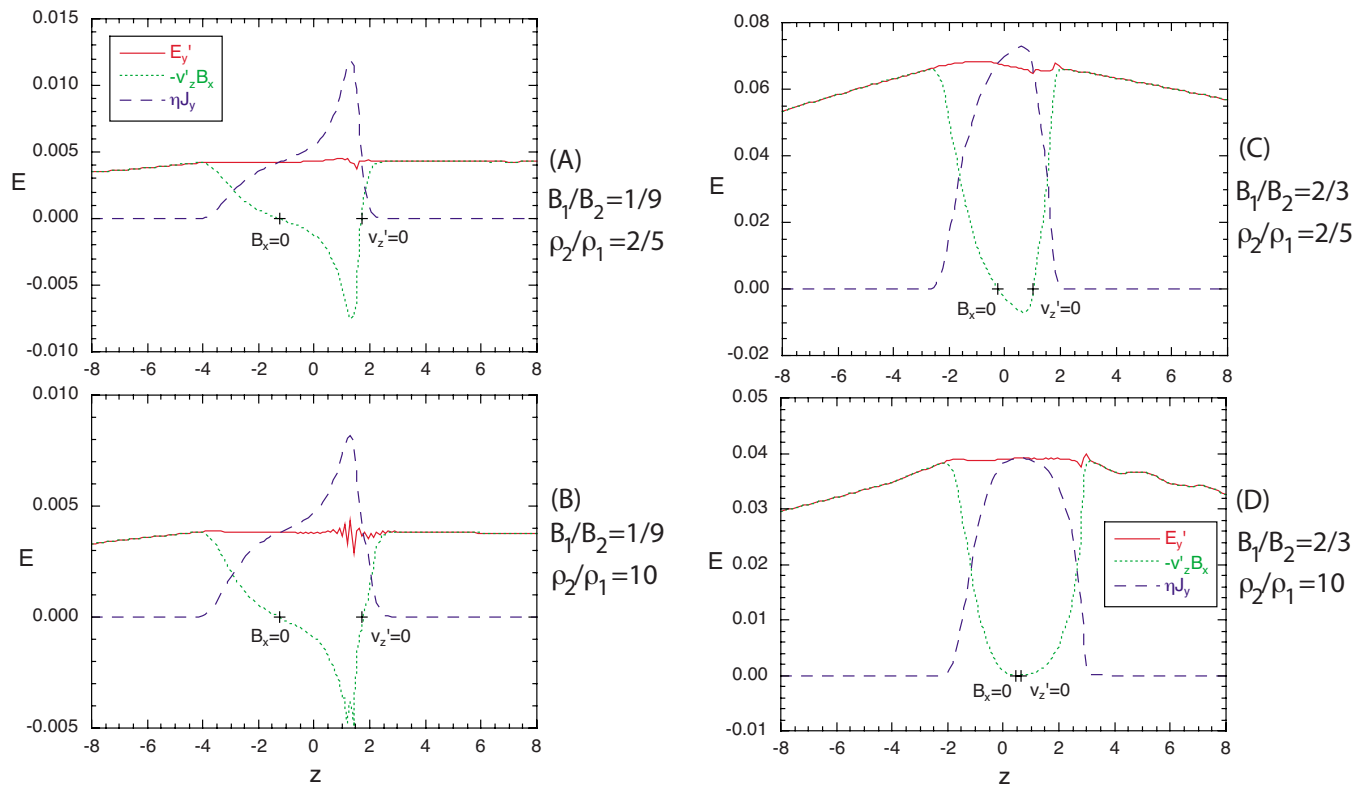 0.015
0.010
0.005
0.000
-0.005
-0.010
E
E_y'
-v'_zB_x
ηJ_y
B_x=0
v_z'=0
-8 -6 -4 -2 0 2 4 6 8
(A)
B_1/B_2=1/9
ρ_2/ρ_1=2/5
0.010
0.005
0.000
-0.005
E
B_x=0
v_z'=0
-8 -6 -4 -2 0 2 4 6 8
z
(B)
B_1/B_2=1/9
ρ_2/ρ_1=10
0.08
0.06
0.04
0.02
0.00
-0.02
E
B_x=0
v_z'=0
-8 -6 -4 -2 0 2 4 6 8
(C)
B_1/B_2=2/3
ρ_2/ρ_1=2/5
0.05
0.04
0.03
0.02
0.01
0.00
-0.01
E
B_x=0
v_z'=0
E_y'
-v'_zB_x
ηJ_y
-8 -6 -4 -2 0 2 4 6 8
z
(D)
B_1/B_2=2/3
ρ_2/ρ_1=10